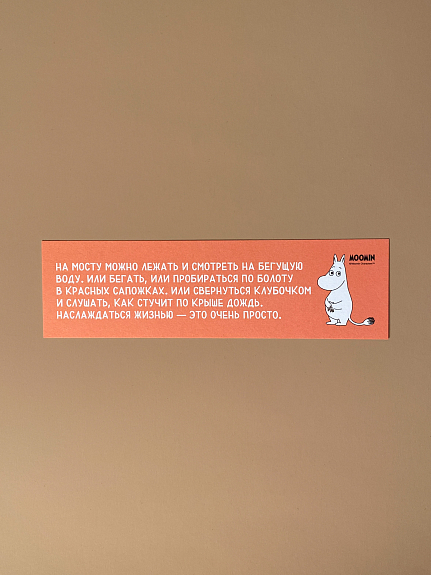 НА МОСТУ МОЖНО ЛЕЖАТЬ И СМОТРЕТЬ НА БЕГУЩУЮ
ВОДУ. ИЛИ БЕГАТЬ, ИЛИ ПРОБИРАТЬСЯ ПО БОЛОТУ
В КРАСНЫХ САПОЖКАХ. ИЛИ СВЕРНУТЬСЯ КЛУБОЧКОМ
И СЛУШАТЬ, КАК СТУЧИТ ПО КРЫШЕ ДОЖДЬ.
НАСЛАЖДАТЬСЯ ЖИЗНЬЮ — ЭТО ОЧЕНЬ ПРОСТО.
MOOMIN